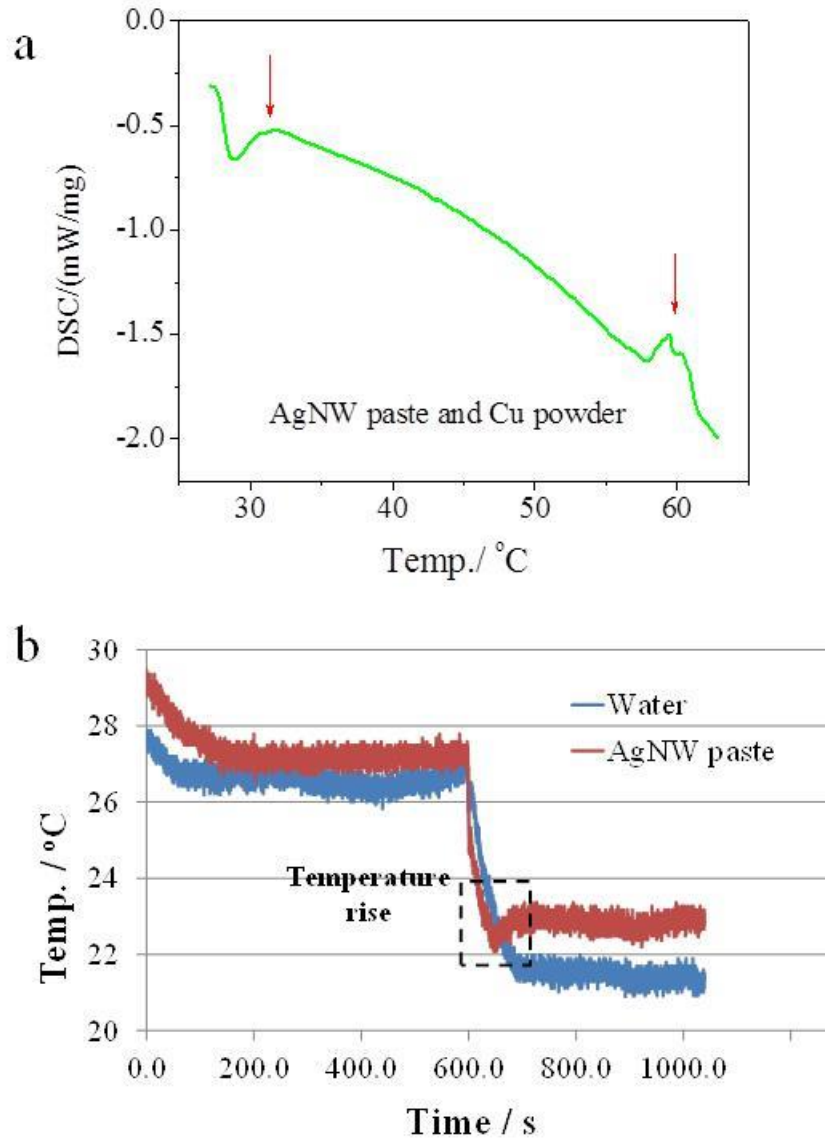 a
0.0
-0.5
-1.0
-1.5
-2.0
DSC/(mW/mg)
AgNW paste and Cu powder
30 40 50 60
Temp./ °C
b
30
28
26
24
22
20
Temp. / °C
Water
AgNW paste
Temperature
rise
0.0 200.0 400.0 600.0 800.0 1000.0
Time / s